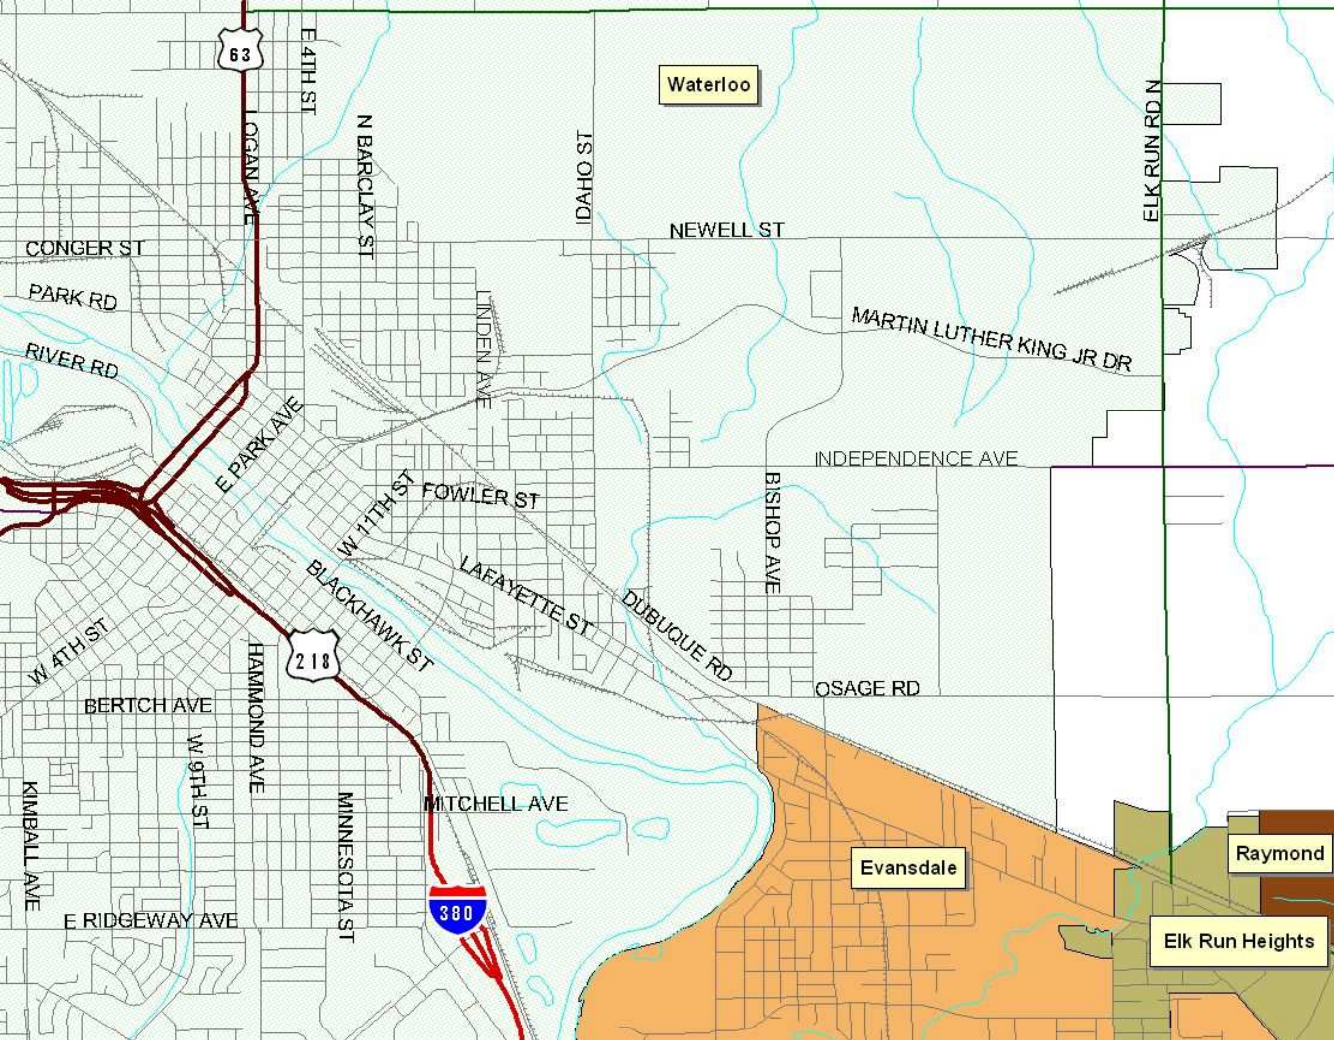 63
E 4TH ST
Waterloo
ELK RUN RD N
LOGAN AVE
N BARCLAY ST
IDAHO ST
NEWELL ST
CONGER ST
PARK RD
LINDEN AVE
MARTIN LUTHER KING JR DR
RIVER RD
E PARK AVE
INDEPENDENCE AVE
W 11TH ST
FOWLER ST
BISHOP AVE
BLACKHAWK ST
LAFAYETTE ST
DUBUQUE RD
W 4TH ST
HAMMOND AVE
218
OSAGE RD
BERTCH AVE
W 9TH ST
KIMBALL AVE
MINNESOTA ST
MITCHELL AVE
Evansdale
Raymond
380
E RIDGEWAY AVE
Elk Run Heights